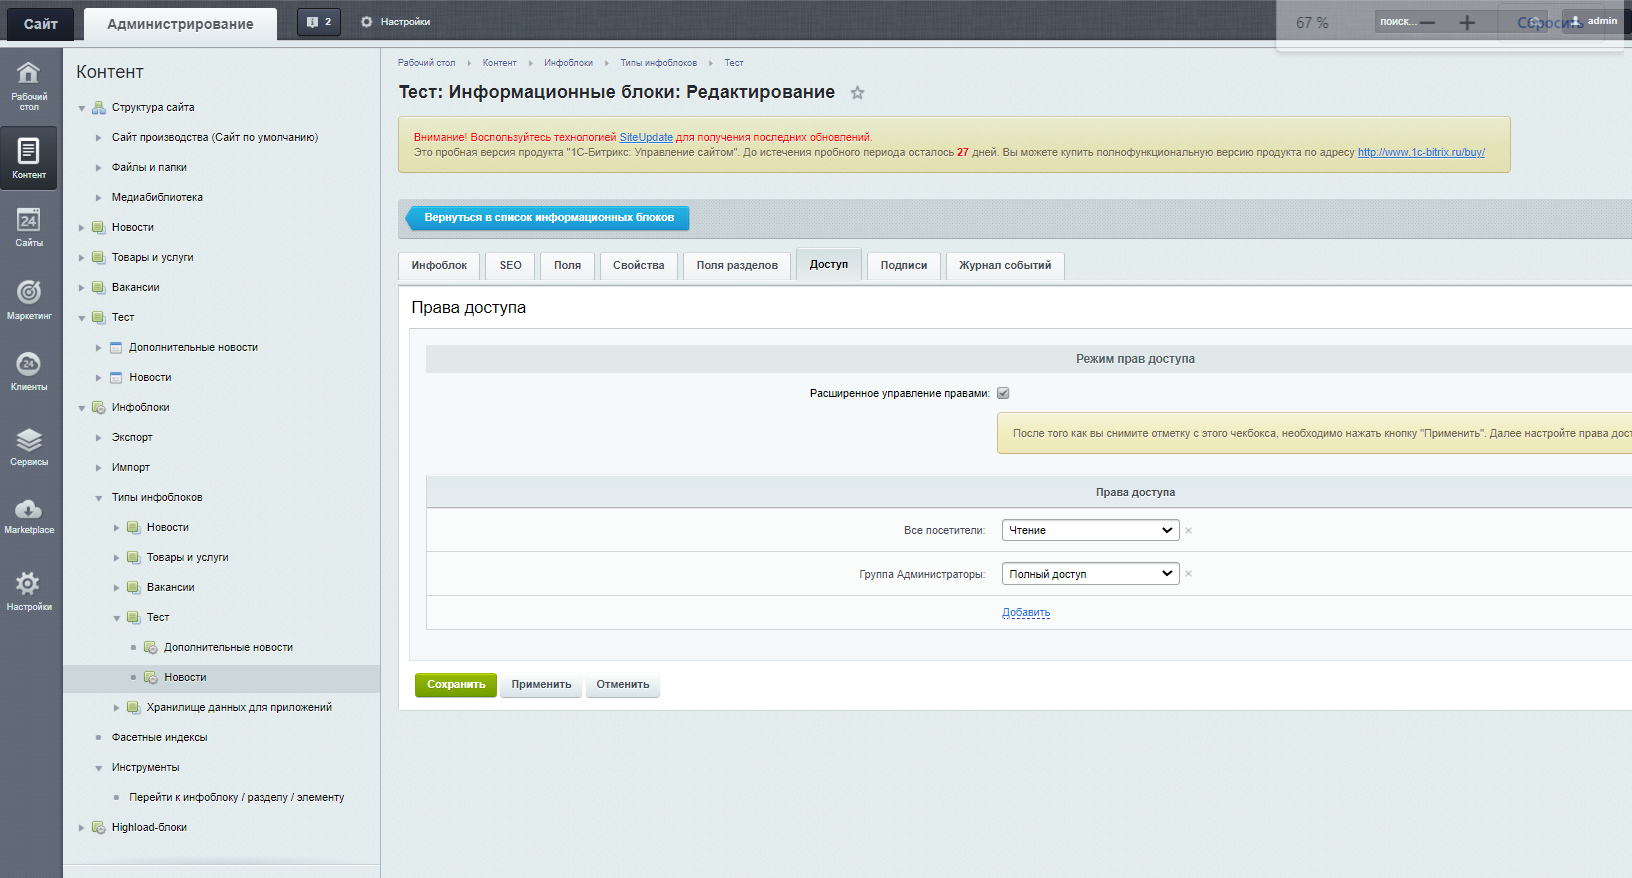 Сайт
Администрирование
2
Настройки
67 %
поиск...
Сбросить
admin
Рабочий стол
Контент
Сайты
Маркетинг
Клиенты
Сервисы
Marketplace
Настройки
Контент
Структура сайта
Сайт производства (Сайт по умолчанию)
Файлы и папки
Медиабиблиотека
Новости
Товары и услуги
Вакансии
Тест
Дополнительные новости
Новости
Инфоблоки
Экспорт
Импорт
Типы инфоблоков
Новости
Товары и услуги
Вакансии
Тест
Дополнительные новости
Новости
Хранилище данных для приложений
Фасетные индексы
Инструменты
Перейти к инфоблоку / разделу / элементу
Highload-блоки
Рабочий стол Контент Инфоблоки Типы инфоблоков Тест
Тест: Информационные блоки: Редактирование
Внимание! Воспользуйтесь технологией SiteUpdate для получения последних обновлений.
Это пробная версия продукта "1С-Битрикс: Управление сайтом". До истечения пробного периода осталось 27 дней. Вы можете купить полнофункциональную версию продукта по адресу http://www.1c-bitrix.ru/buy/
Вернуться в список информационных блоков
Инфоблок SEO Поля Свойства Поля разделов Доступ Подписи Журнал событий
Права доступа
Режим прав доступа
Расширенное управление правами:
После того как вы снимите отметку с этого чекбокса, необходимо нажать кнопку "Применить". Далее настройте права дост
Права доступа
Все посетители: Чтение
Группа Администраторы: Полный доступ
Добавить
Сохранить Применить Отменить